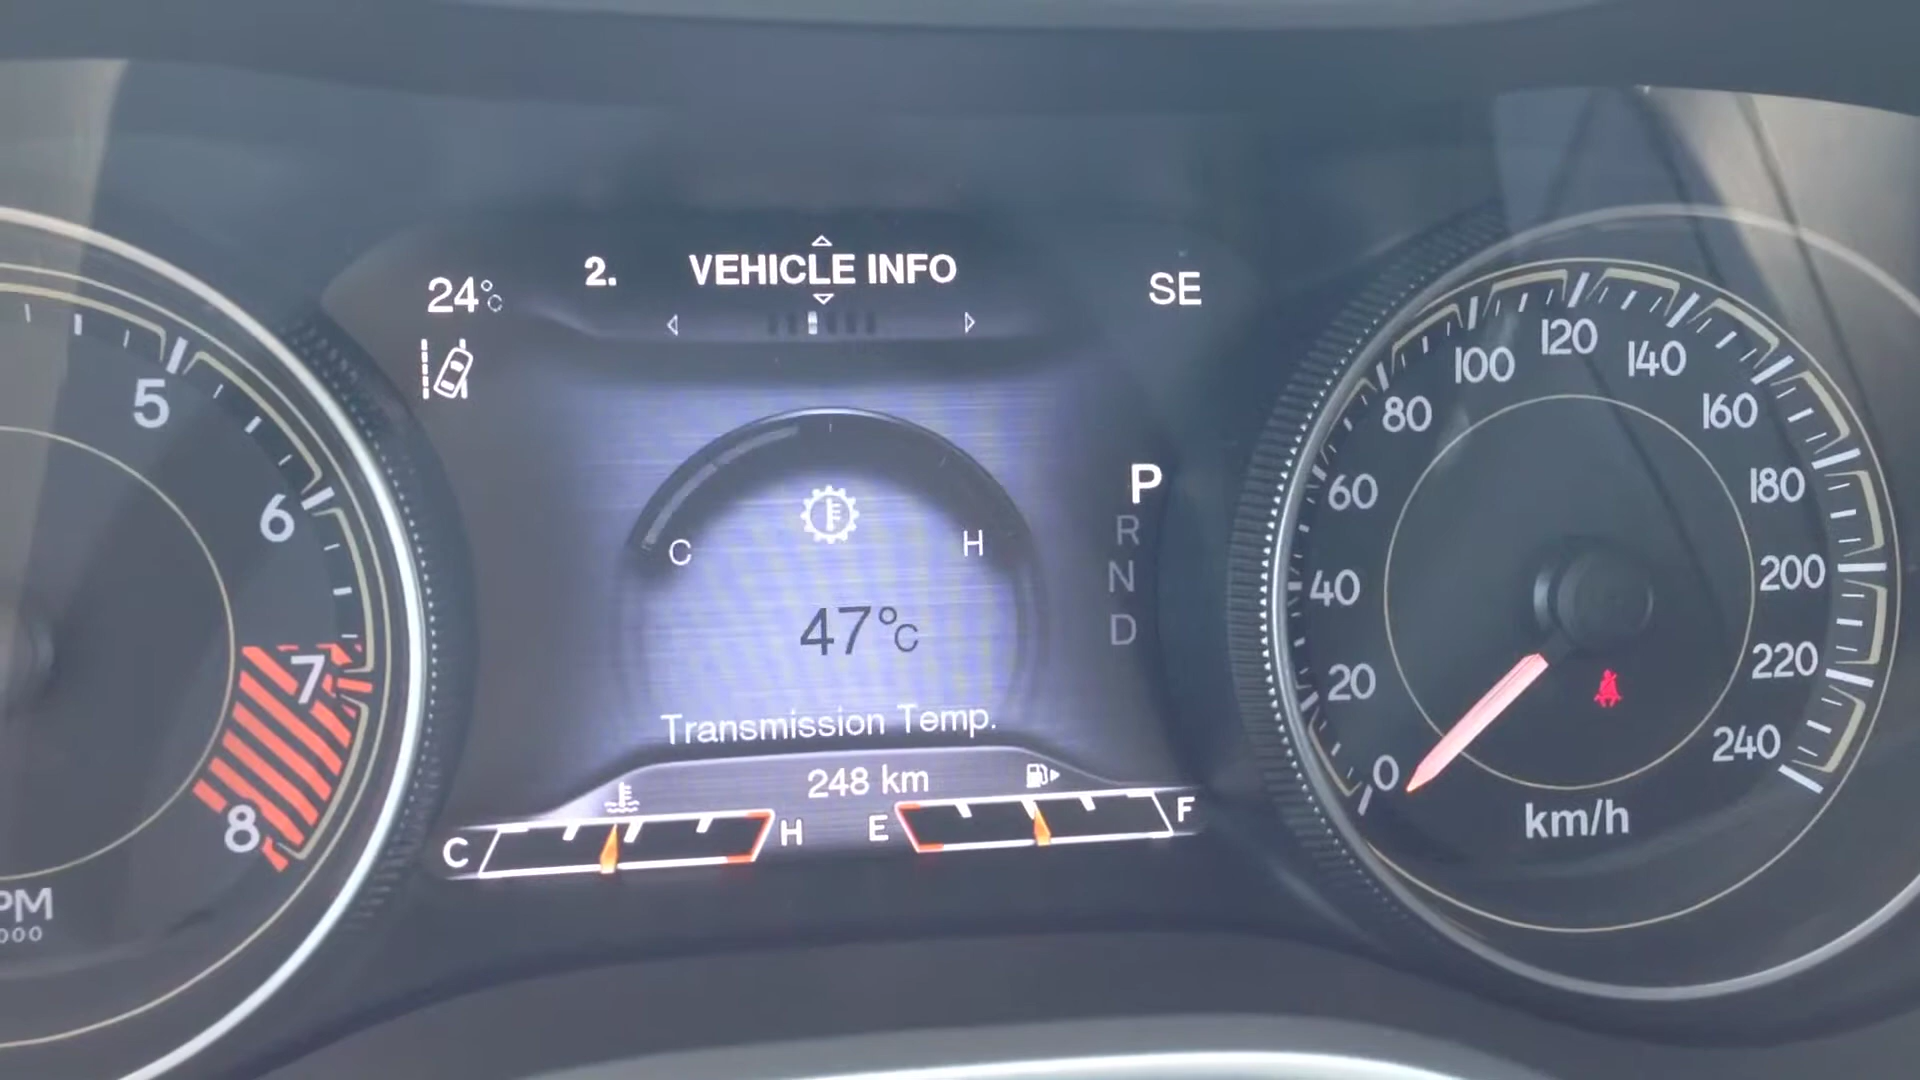 2. VEHICLE INFO
24°C
SE
C H
47°C
Transmission Temp.
248 km
C H E F
P
R
N
D
5
6
7
8
0
20
40
60
80
100
120
140
160
180
200
220
240
km/h